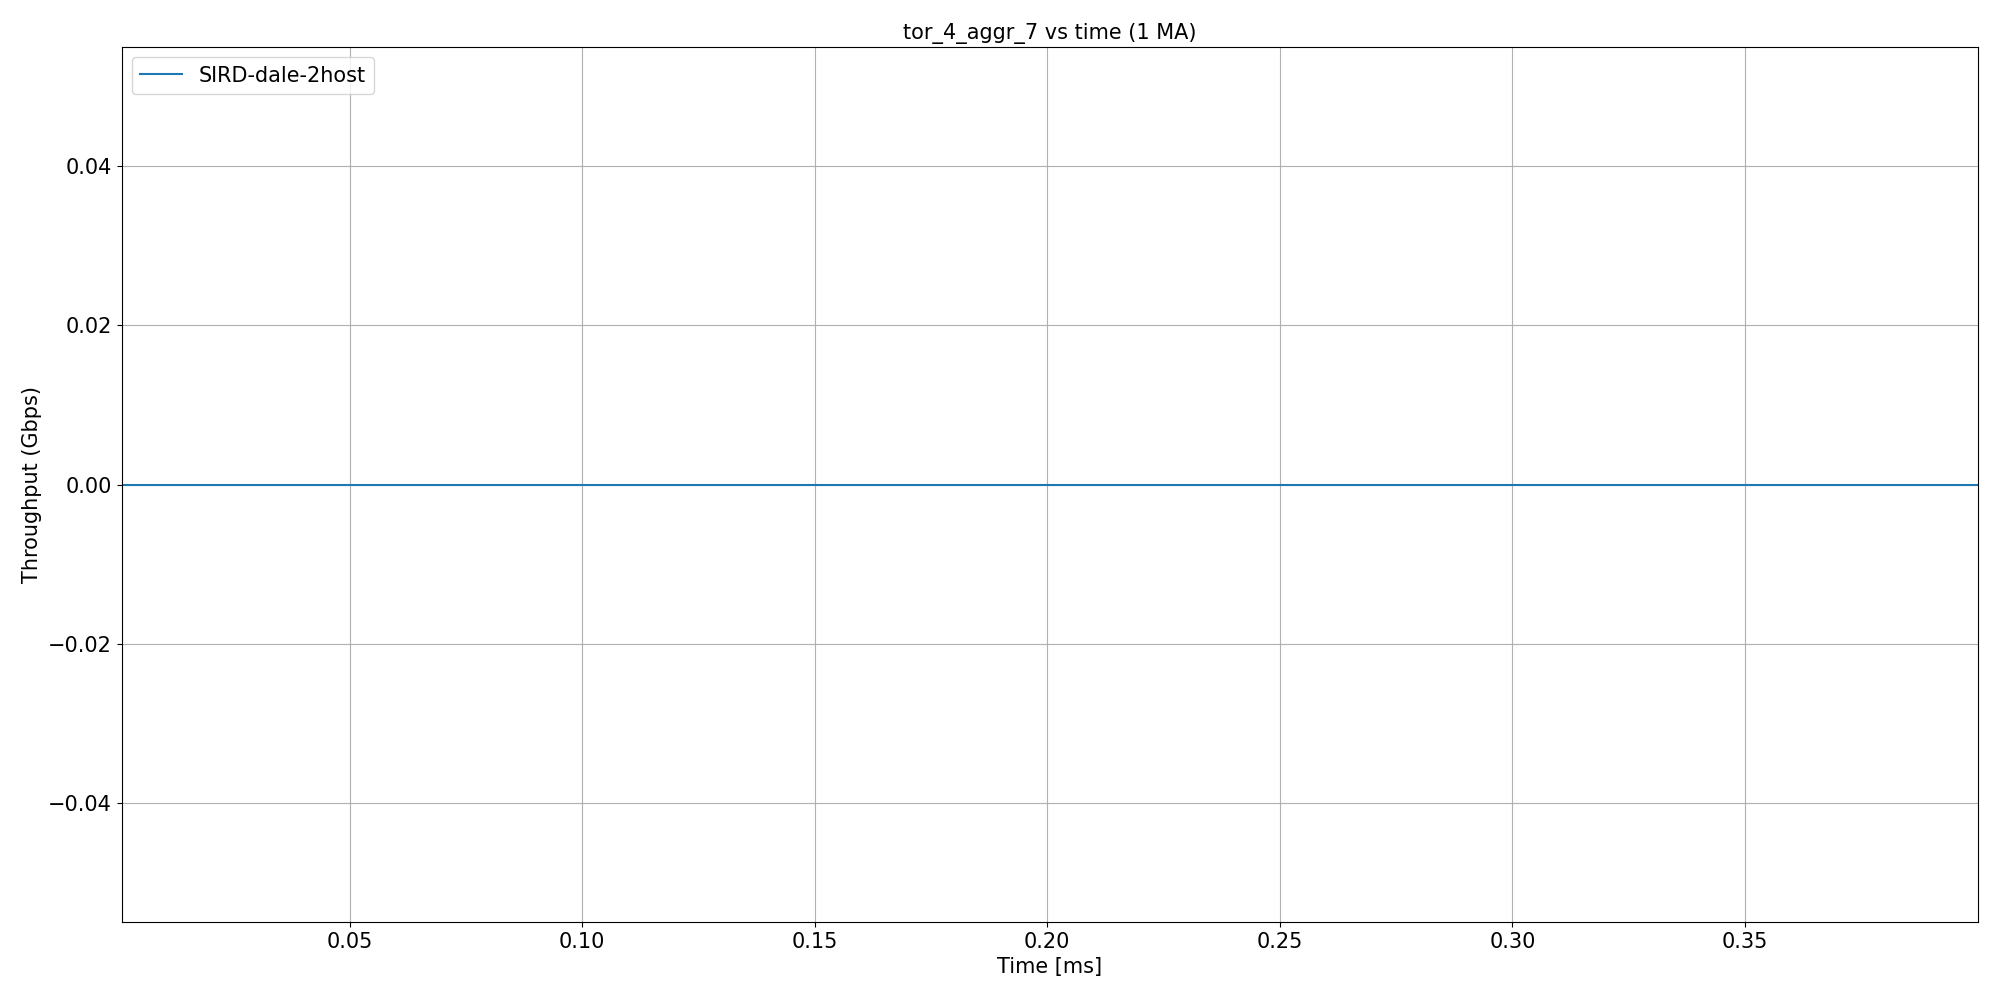 tor_4_aggr_7 vs time (1 MA)
SIRD-dale-2host
Throughput (Gbps)
0.04
0.02
0.00
−0.02
−0.04
0.05 0.10 0.15 0.20 0.25 0.30 0.35
Time [ms]